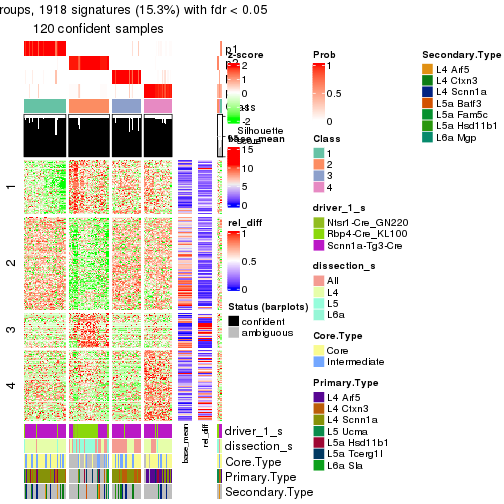 roups, 1918 signatures (15.3%) with fdr < 0.05
120 confident samples
p1
z-score
2
1
0
-1
-2
Silhouette
base_mean
15
10
5
0
rel_diff
1
0.5
0
Status (barplots)
confident
ambiguous
1
2
3
4
base_mean
rel_diff
driver_1_s
dissection_s
Core.Type
Primary.Type
Secondary.Type
Prob
1
0.5
0
Class
1
2
3
4
driver_1_s
Ntsr1-Cre_GN220
Rbp4-Cre_KL100
Scnn1a-Tg3-Cre
dissection_s
All
L4
L5
L6a
Core.Type
Core
Intermediate
Primary.Type
L4 Arf5
L4 Ctxn3
L4 Scnn1a
L5 Ucma
L5a Hsd11b1
L5a Tcerg1l
L6a Sla
Secondary.Type
L4 Arf5
L4 Ctxn3
L4 Scnn1a
L5a Batf3
L5a Fam5c
L5a Hsd11b1
L6a Mgp